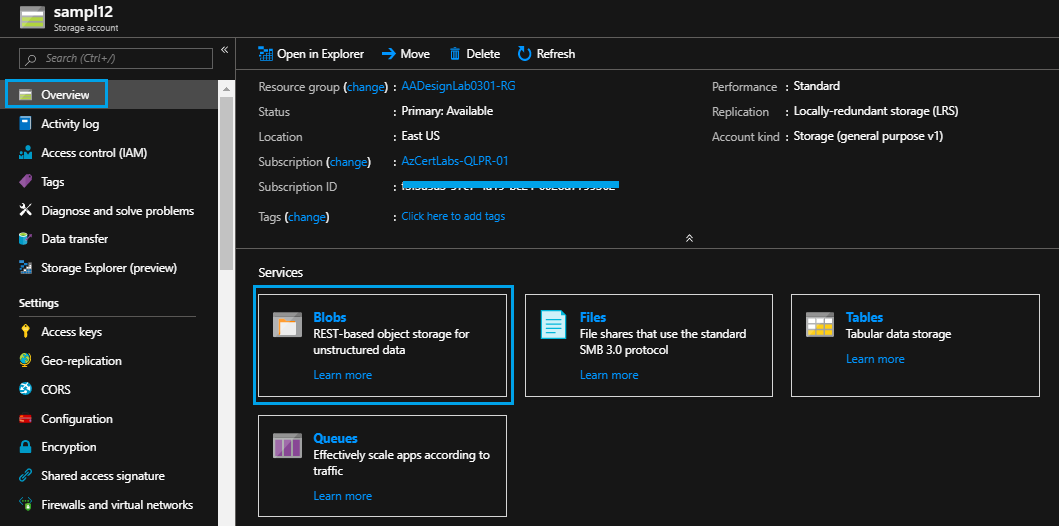 sampl12
Storage account
Search (Ctrl+/)
«
Overview
Activity log
Access control (IAM)
Tags
Diagnose and solve problems
Data transfer
Storage Explorer (preview)
Settings
Access keys
Geo-replication
CORS
Configuration
Encryption
Shared access signature
Firewalls and virtual networks
Open in Explorer Move Delete Refresh
Resource group (change) : AADesignLab0301-RG
Status : Primary: Available
Location : East US
Subscription (change) : AzCertLabs-QLPR-01
Subscription ID :
Tags (change) : Click here to add tags
Performance : Standard
Replication : Locally-redundant storage (LRS)
Account kind : Storage (general purpose v1)
Services
Blobs
REST-based object storage for
unstructured data
Learn more
Files
File shares that use the standard
SMB 3.0 protocol
Learn more
Tables
Tabular data storage
Learn more
Queues
Effectively scale apps according to
traffic
Learn more